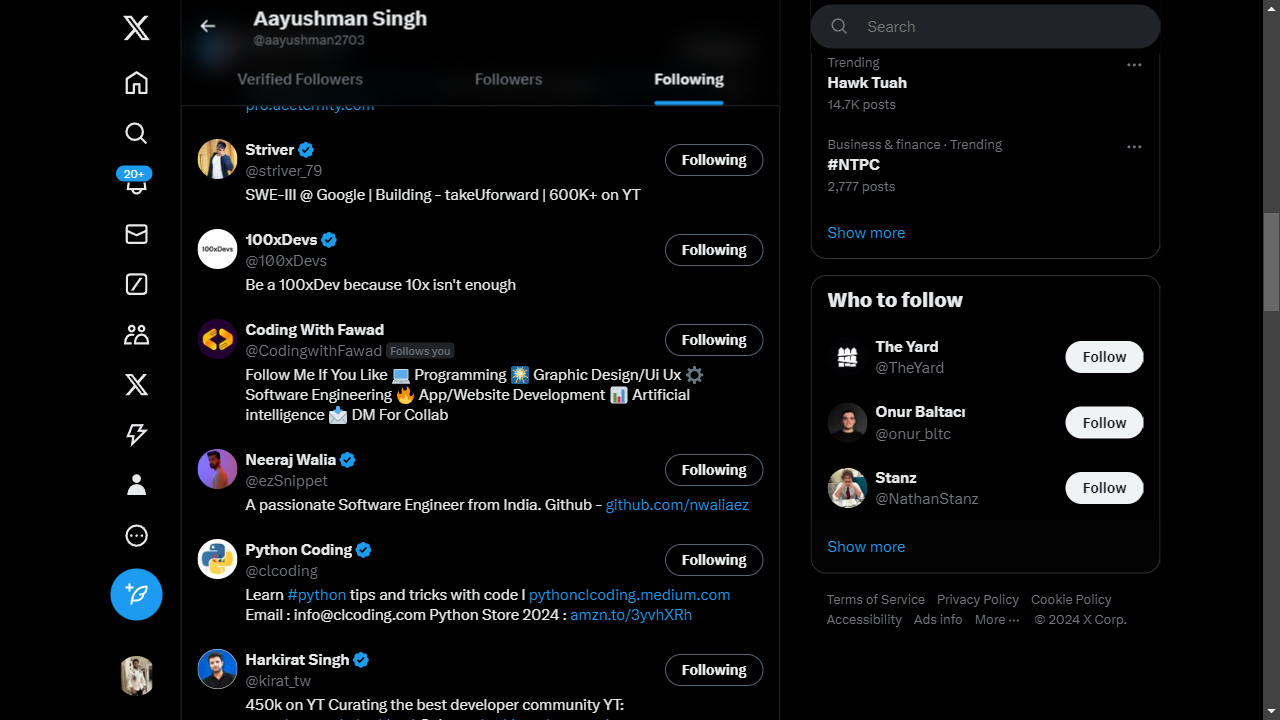 Aayushman Singh
@aayushman2703
Verified Followers
Followers
Following
pro.aceternity.com
Striver
@striver_79
Following
SWE-III @ Google | Building - takeUforward | 600K+ on YT
100xDevs
100xDevs
@100xDevs
Following
Be a 100xDev because 10x isn't enough
Coding With Fawad
@CodingwithFawad Follows you
Following
Follow Me If You Like 💻 Programming 🎇 Graphic Design/Ui Ux ⚙️
Software Engineering 🔥 App/Website Development 📊 Artificial
intelligence 📩 DM For Collab
Neeraj Walia
@ezSnippet
Following
A passionate Software Engineer from India. Github - github.com/nwaliaez
Python Coding
@clcoding
Following
Learn #python tips and tricks with code I pythonclcoding.medium.com
Email : info@clcoding.com Python Store 2024 : amzn.to/3yvhXRh
Harkirat Singh
@kirat_tw
Following
450k on YT Curating the best developer community YT:
20+
Search
Trending
Hawk Tuah
14.7K posts
Business & finance · Trending
#NTPC
2,777 posts
Show more
Who to follow
The Yard
@TheYard
Follow
Onur Baltacı
@onur_bltc
Follow
Stanz
@NathanStanz
Follow
Show more
Terms of Service Privacy Policy Cookie Policy
Accessibility Ads info More ··· © 2024 X Corp.